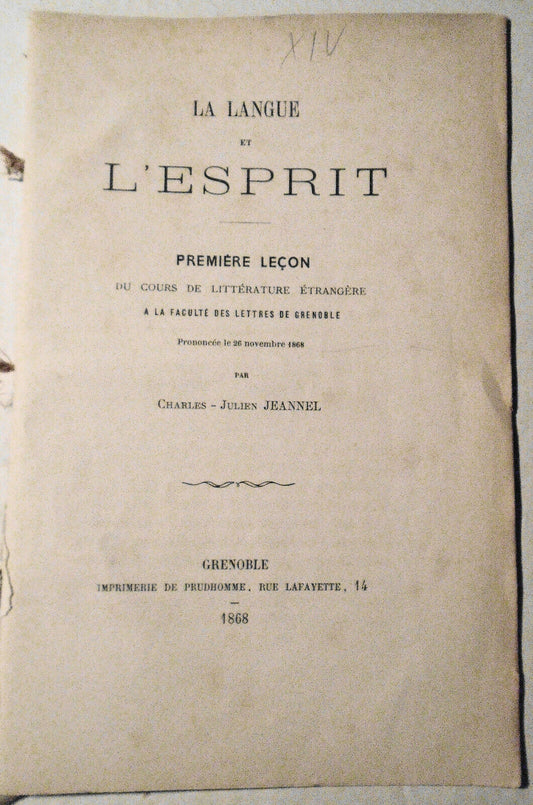 XIV
LA LANGUE
ET
L'ESPRIT
PREMIÈRE LEÇON
DU COURS DE LITTÉRATURE ÉTRANGÈRE
A LA FACULTÉ DES LETTRES DE GRENOBLE
Prononcée le 26 novembre 1868
PAR
CHARLES - JULIEN JEANNEL
GRENOBLE
IMPRIMERIE DE PRUDHOMME, RUE LAFAYETTE, 14
1868